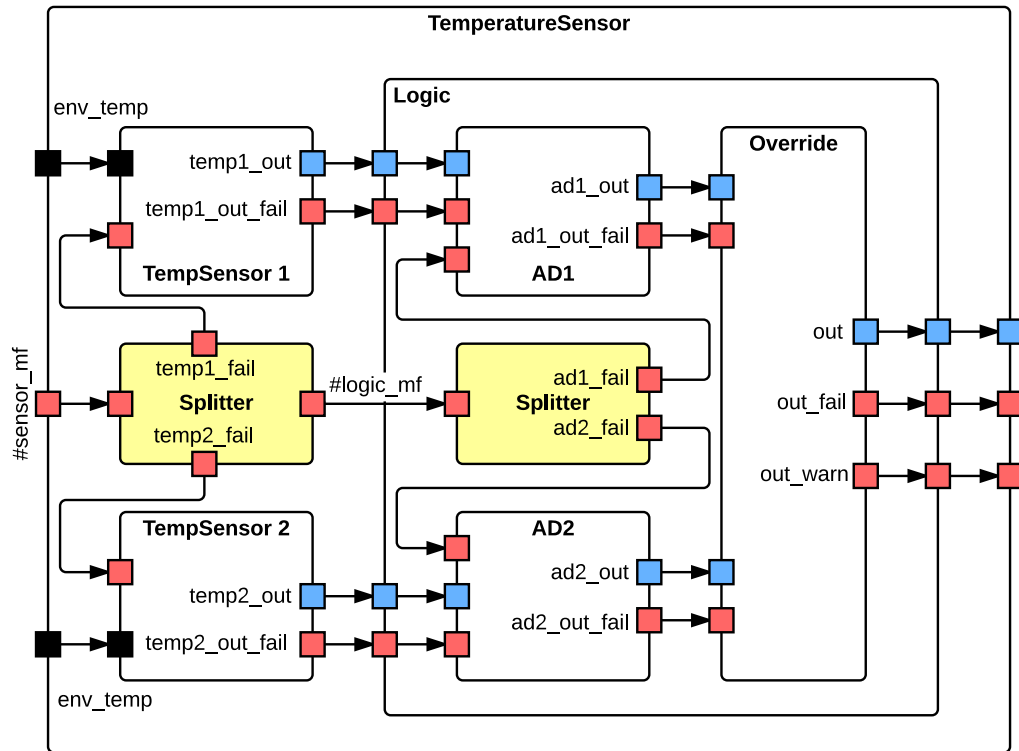 TemperatureSensor
Logic
env_temp
Override
temp1_out
ad1_out
temp1_out_fail
ad1_out_fail
TempSensor 1
AD1
out
temp1_fail
#logic_mf
ad1_fail
#sensor_mf
Splitter
Splitter
out_fail
temp2_fail
ad2_fail
out_warn
TempSensor 2
AD2
ad2_out
temp2_out
ad2_out_fail
temp2_out_fail
env_temp